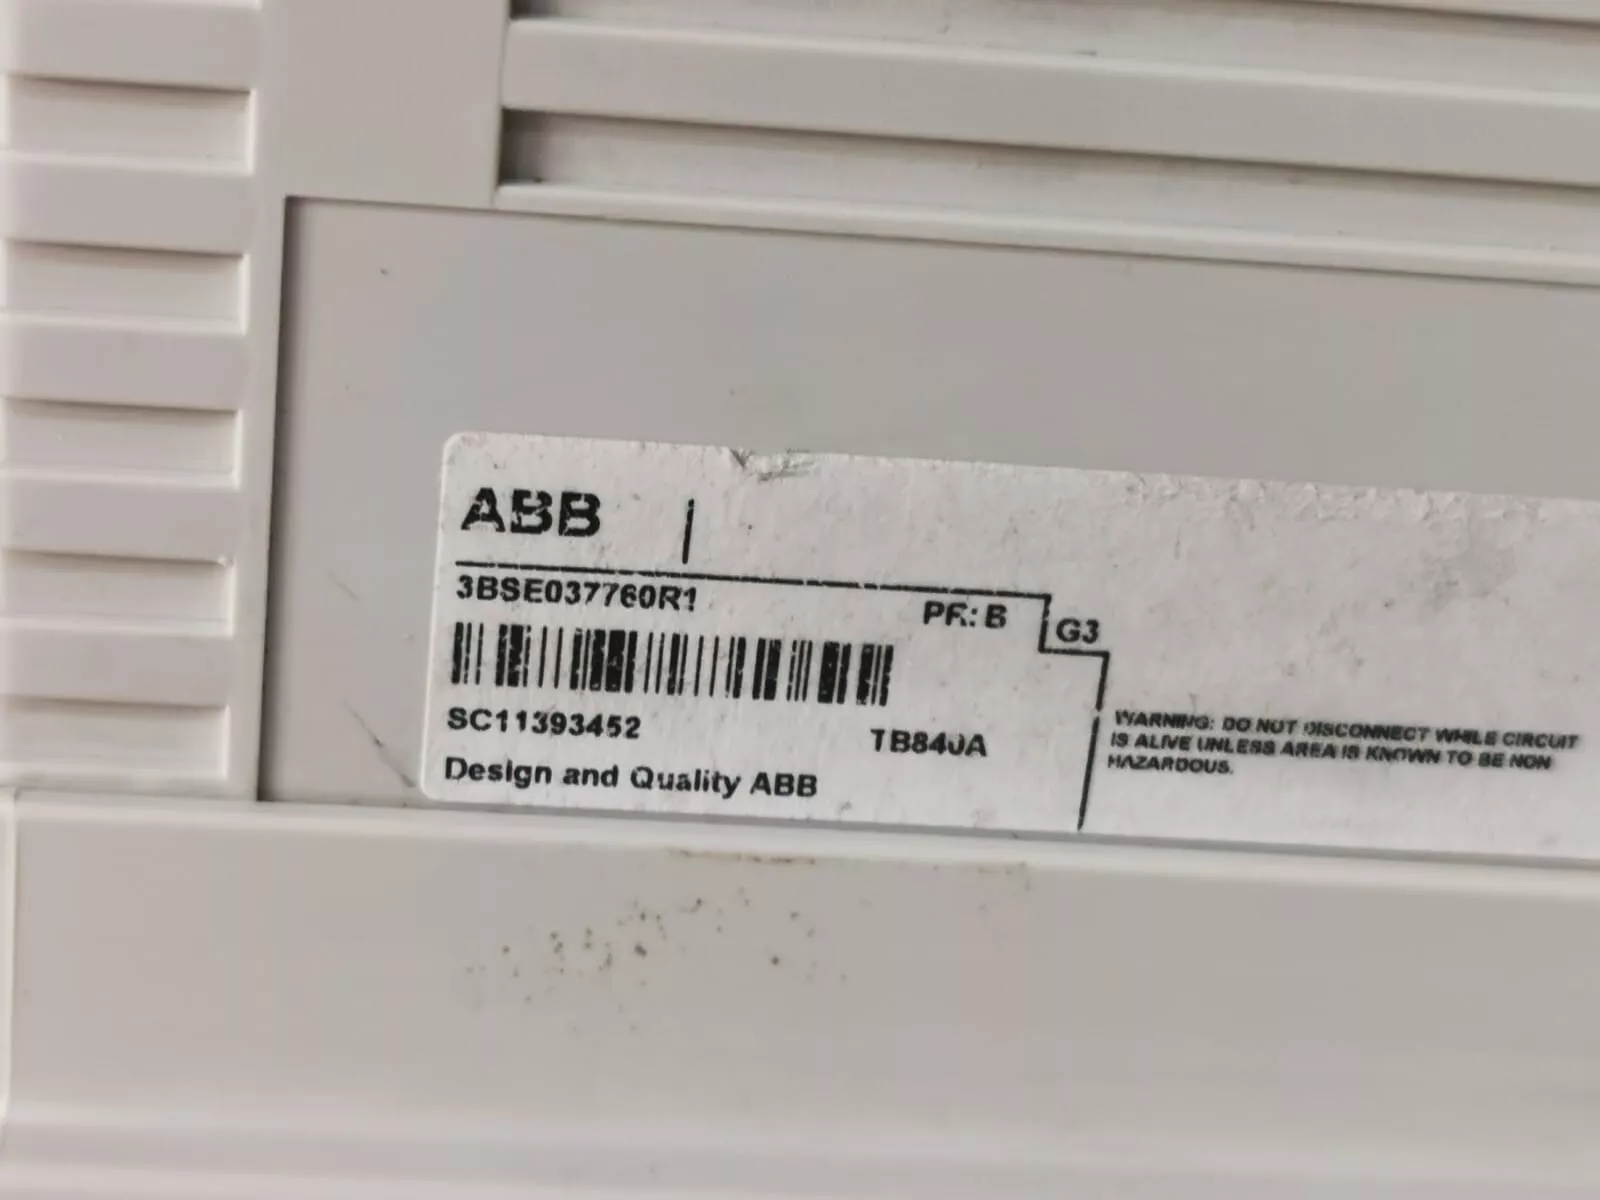 ABB
3BSE037760R1
PR: B
G3
SC11393452
TB840A
Design and Quality ABB
WARNING: DO NOT DISCONNECT WHILE CIRCUIT
IS ALIVE UNLESS AREA IS KNOWN TO BE NON
HAZARDOUS.